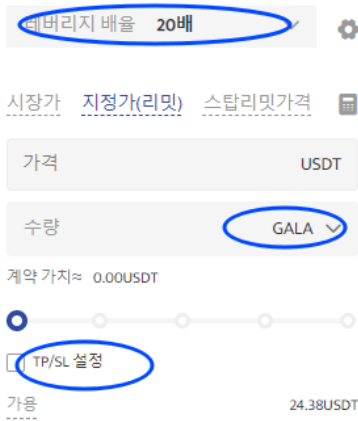 레버리지 배율 20배
시장가 지정가(리밋) 스탑리밋가격
가격 USDT
수량 GALA
계약 가치≈ 0.00USDT
TP/SL 설정
가용 24.38USDT